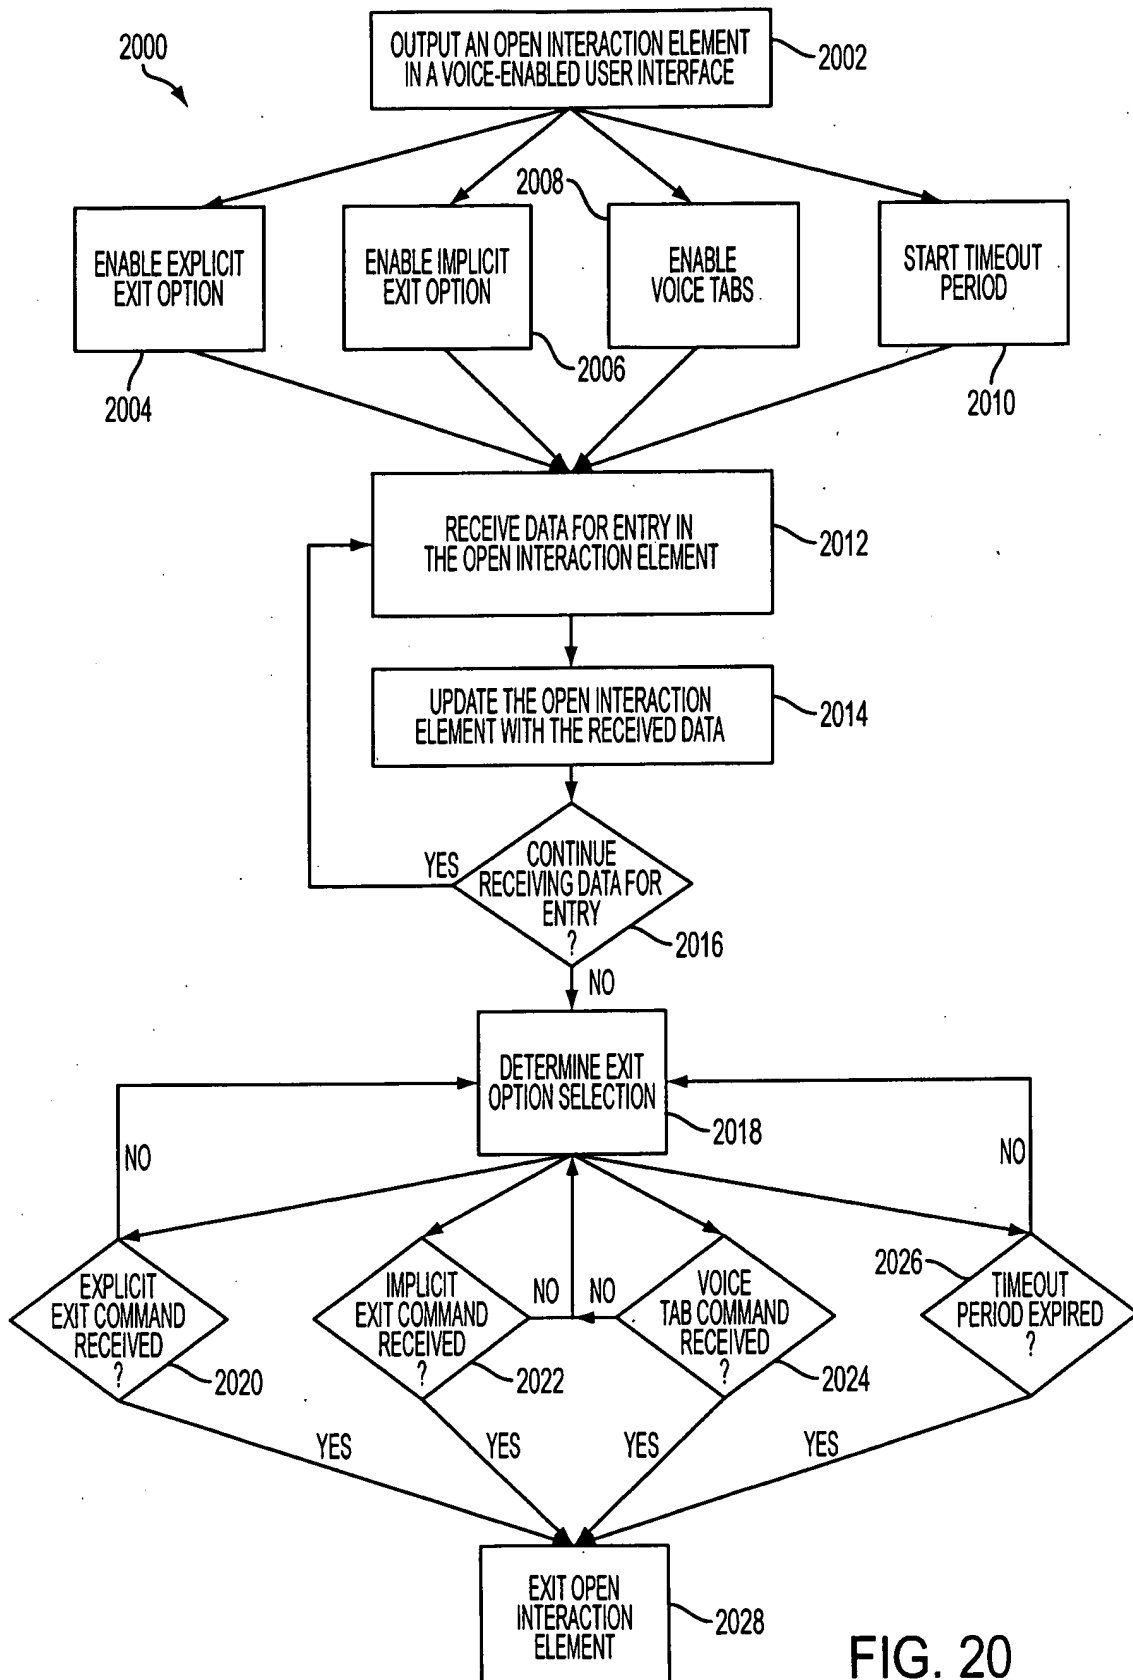 2000
OUTPUT AN OPEN INTERACTION ELEMENT
IN A VOICE-ENABLED USER INTERFACE
2002
2008
ENABLE EXPLICIT
EXIT OPTION
ENABLE IMPLICIT
EXIT OPTION
ENABLE
VOICE TABS
START TIMEOUT
PERIOD
2004
2006
2010
RECEIVE DATA FOR ENTRY IN
THE OPEN INTERACTION ELEMENT
2012
UPDATE THE OPEN INTERACTION
ELEMENT WITH THE RECEIVED DATA
2014
YES
CONTINUE
RECEIVING DATA FOR
ENTRY
?
2016
NO
DETERMINE EXIT
OPTION SELECTION
2018
NO
NO
EXPLICIT
EXIT COMMAND
RECEIVED
?
2020
IMPLICIT
EXIT COMMAND
RECEIVED
?
2022
NO
NO
VOICE
TAB COMMAND
RECEIVED
?
2024
2026
TIMEOUT
PERIOD EXPIRED
?
YES
YES
YES
YES
EXIT OPEN
INTERACTION
ELEMENT
2028
FIG. 20